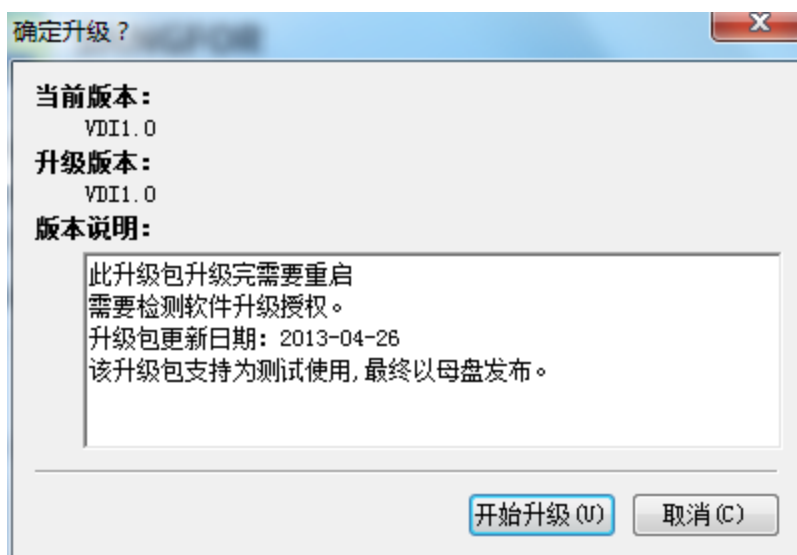 确定升级？
当前版本：
VDI1.0
升级版本：
VDI1.0
版本说明：
此升级包升级完需要重启
需要检测软件升级授权。
升级包更新日期: 2013-04-26
该升级包支持为测试使用,最终以母盘发布。
开始升级(U) 取消(C)